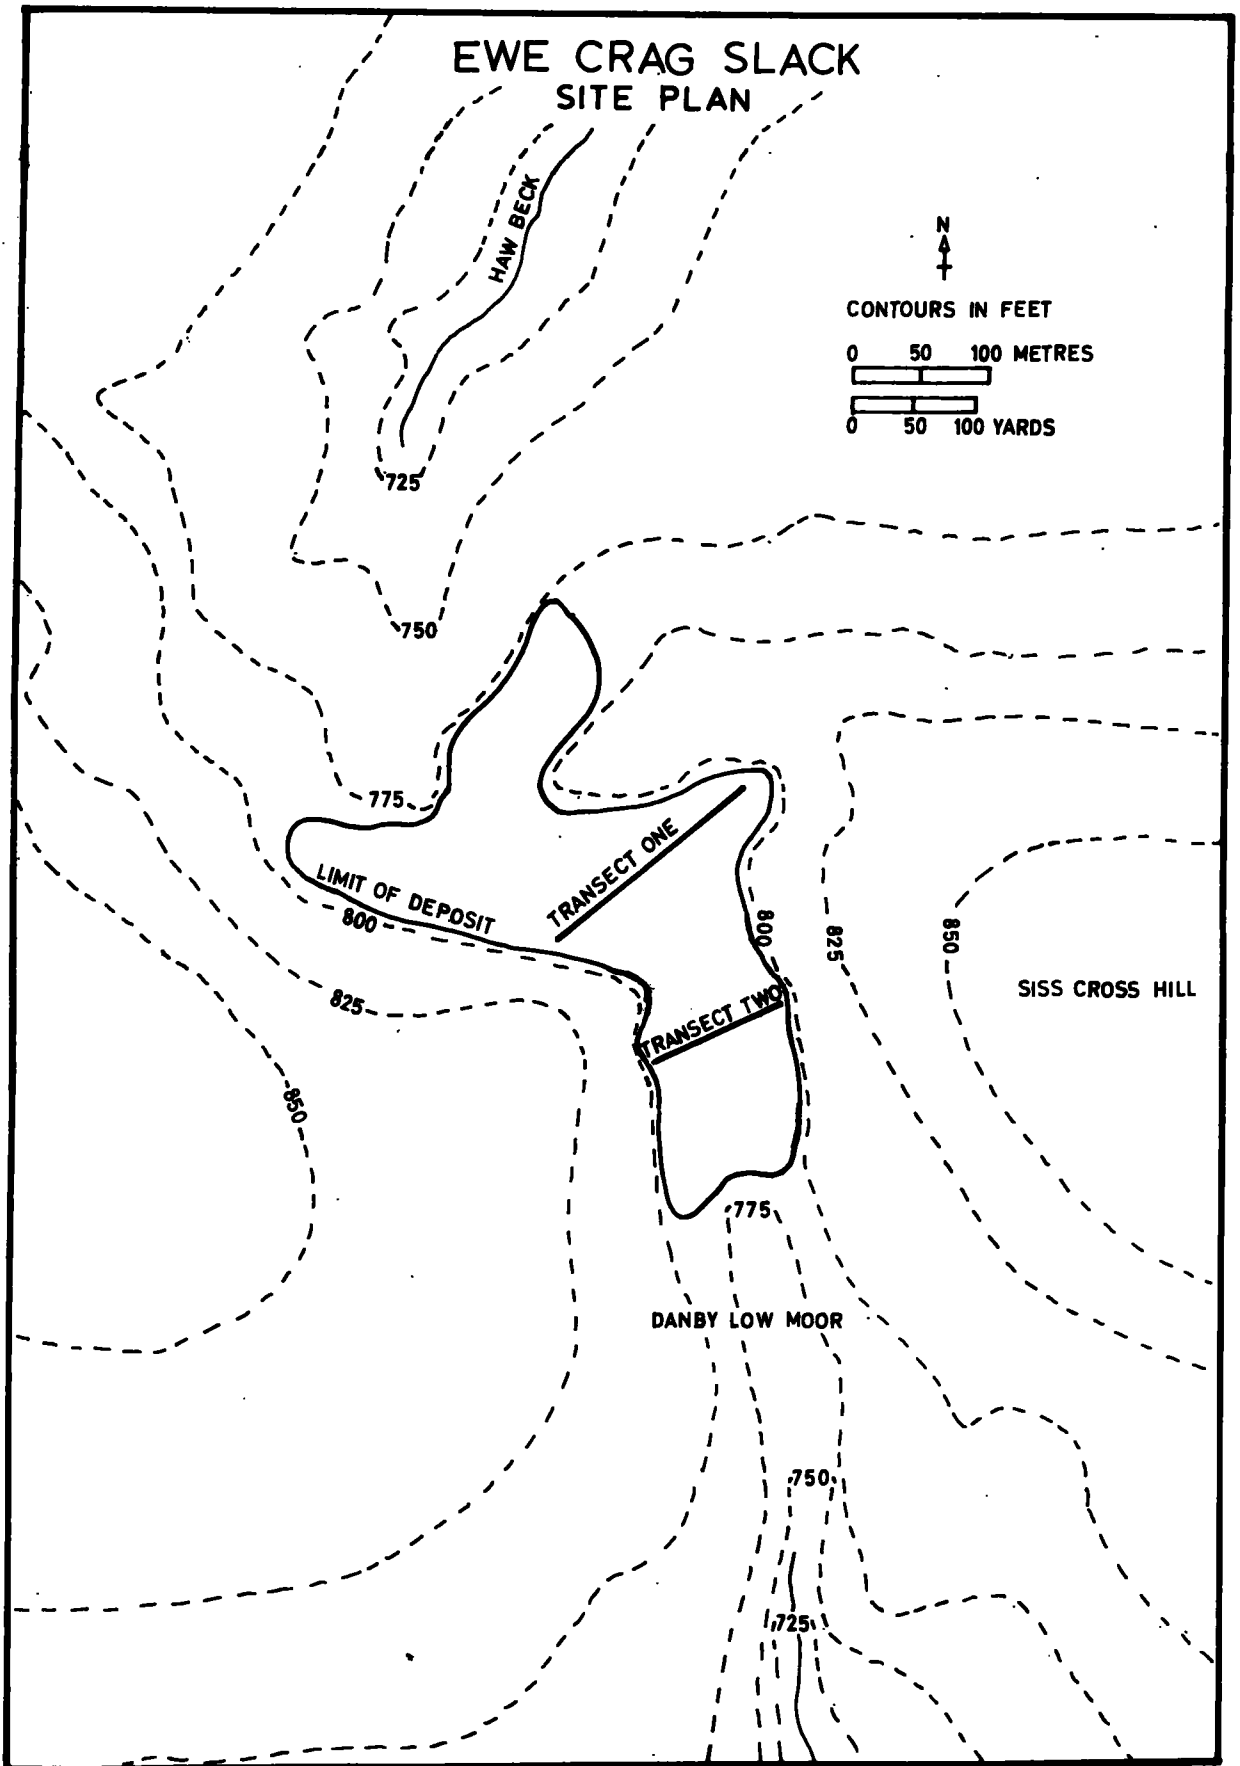 EWE CRAG SLACK
SITE PLAN
HAW BECK
N
CONTOURS IN FEET
0 50 100 METRES
0 50 100 YARDS
725
750
775
TRANSECT ONE
LIMIT OF DEPOSIT
800
800
825
850
SISS CROSS HILL
825
TRANSECT TWO
850
775
DANBY LOW MOOR
750
725